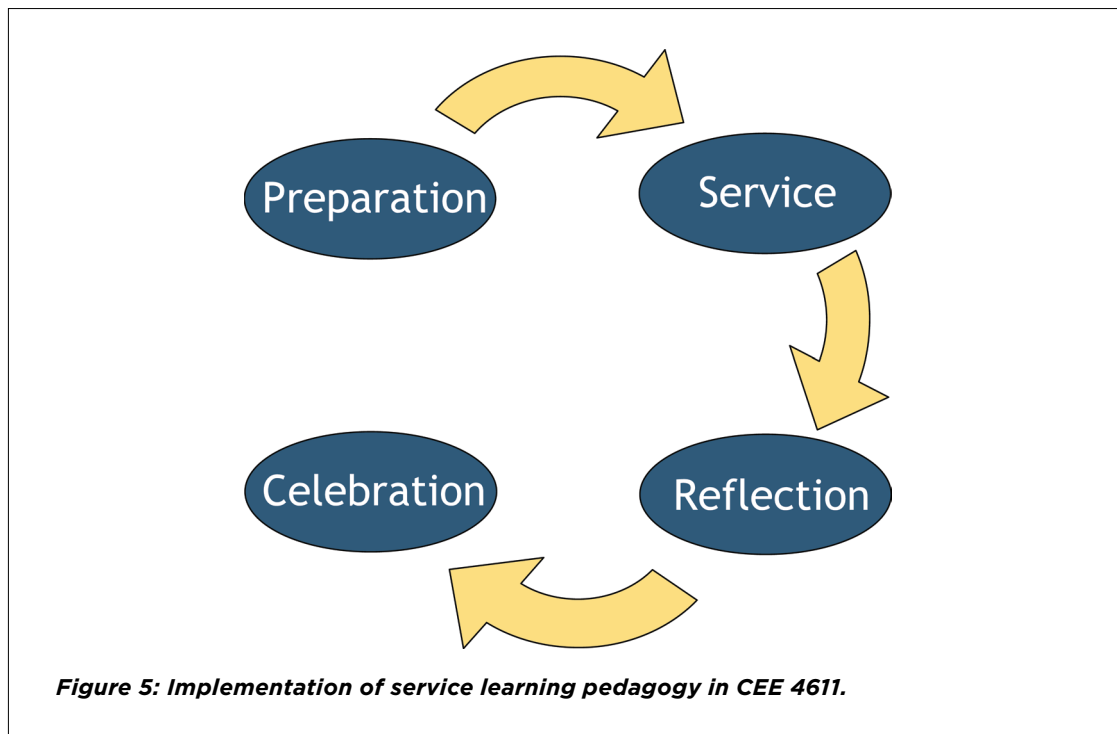 Preparation
Service
Reflection
Celebration
Figure 5: Implementation of service learning pedagogy in CEE 4611.